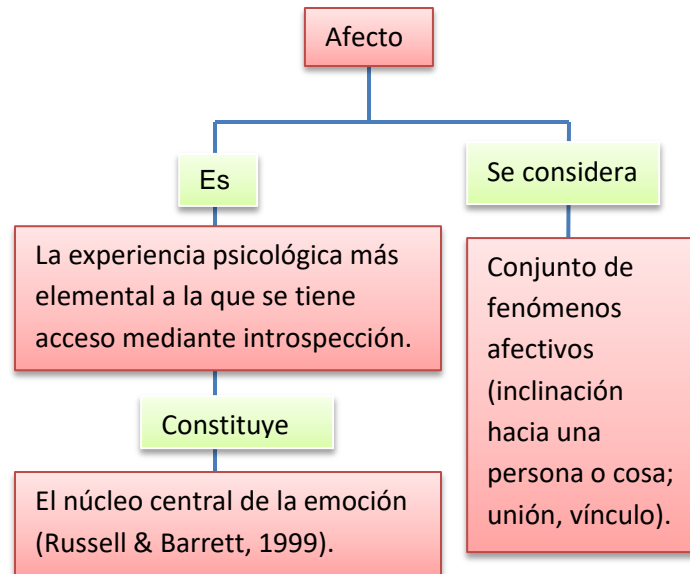 Afecto
Es
La experiencia psicológica más
elemental a la que se tiene
acceso mediante introspección.
Constituye
El núcleo central de la emoción
(Russell & Barrett, 1999).
Se considera
Conjunto de
fenómenos
afectivos
(inclinación
hacia una
persona o cosa;
unión, vínculo).